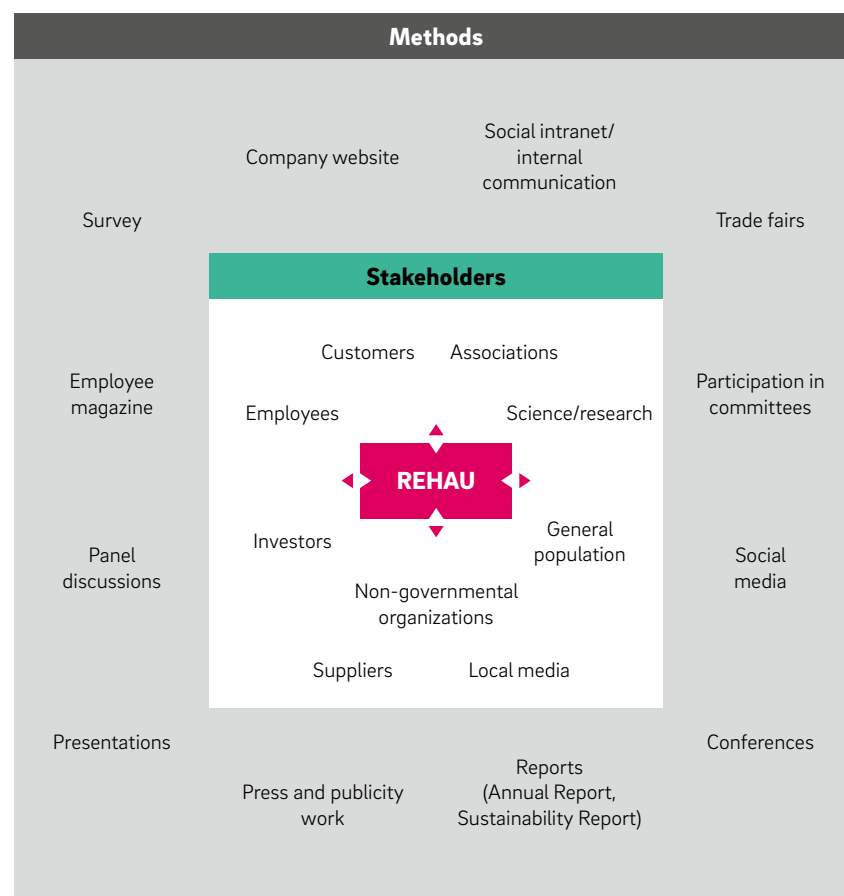 Methods
Company website
Social intranet/
internal
communication
Survey
Trade fairs
Stakeholders
Customers
Associations
Employee
magazine
Employees
Science/research
Participation in
committees
REHAU
Investors
General
population
Panel
discussions
Social
media
Non-governmental
organizations
Suppliers
Local media
Presentations
Conferences
Press and publicity
work
Reports
(Annual Report,
Sustainability Report)